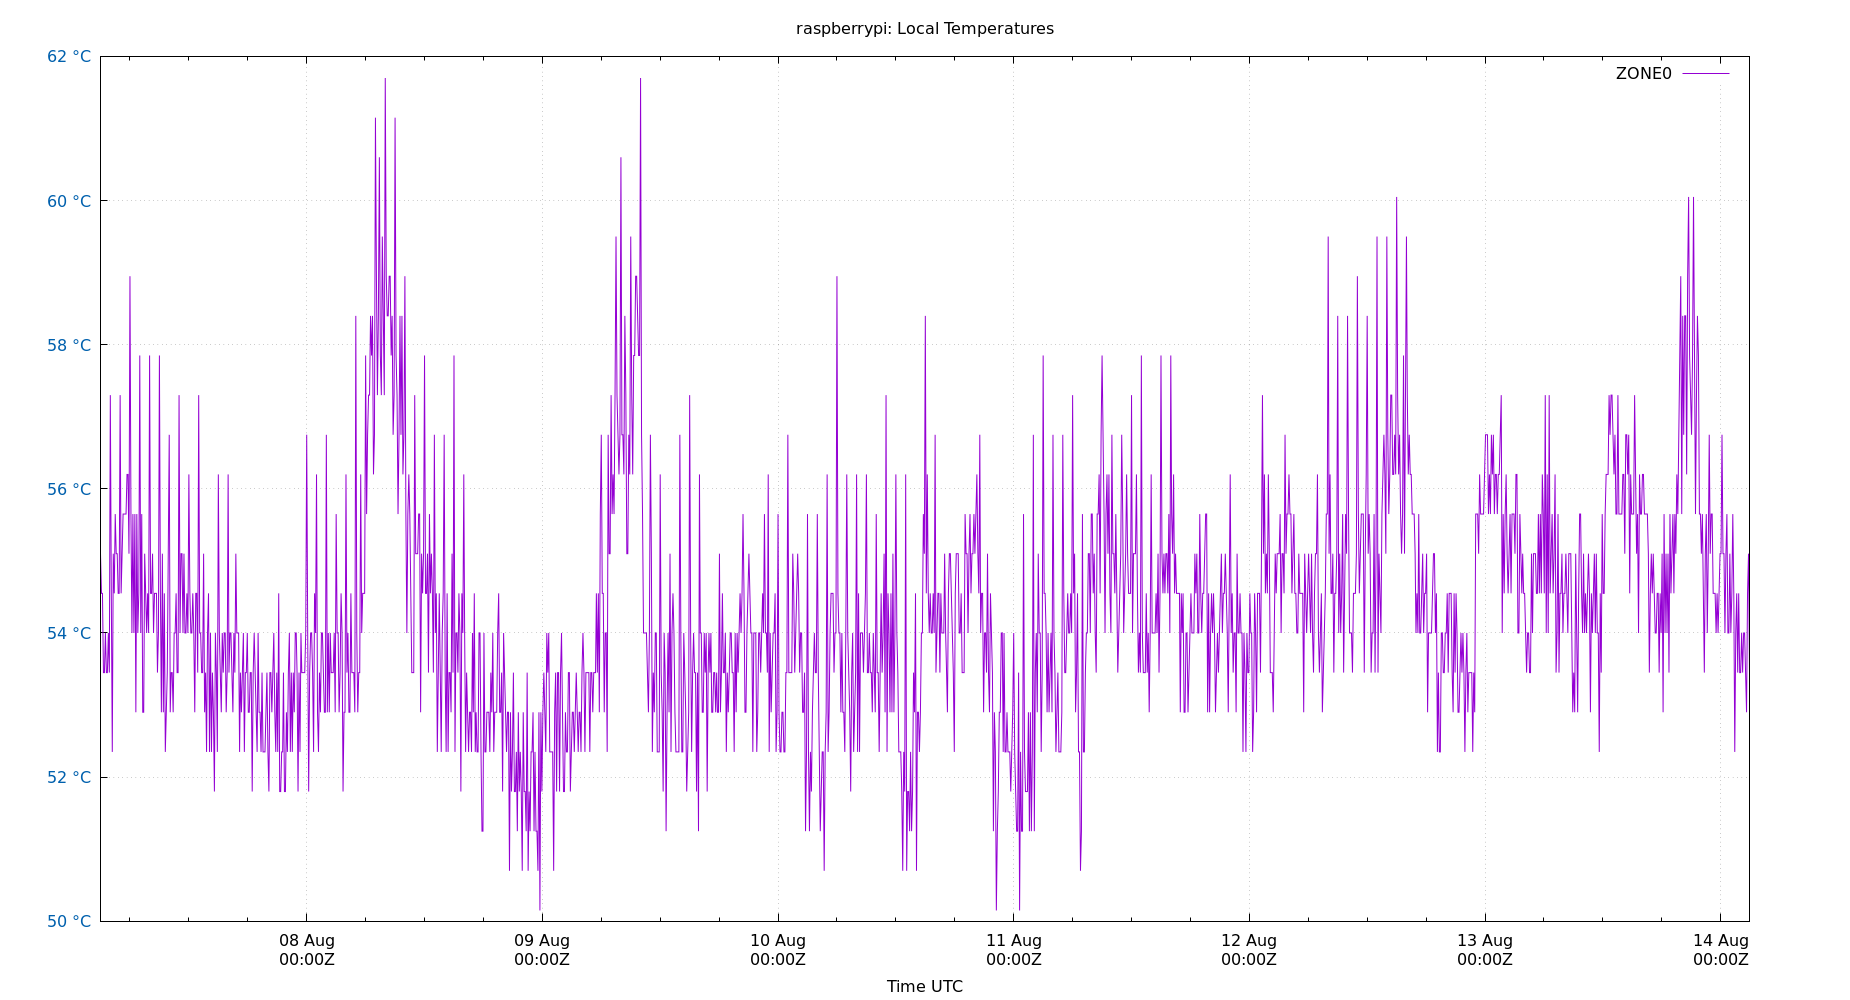 raspberrypi: Local Temperatures
62 °C
ZONE0
60 °C
58 °C
56 °C
54 °C
52 °C
50 °C
08 Aug 09 Aug 10 Aug 11 Aug 12 Aug 13 Aug 14 Aug
00:00Z 00:00Z 00:00Z 00:00Z 00:00Z 00:00Z 00:00Z
Time UTC